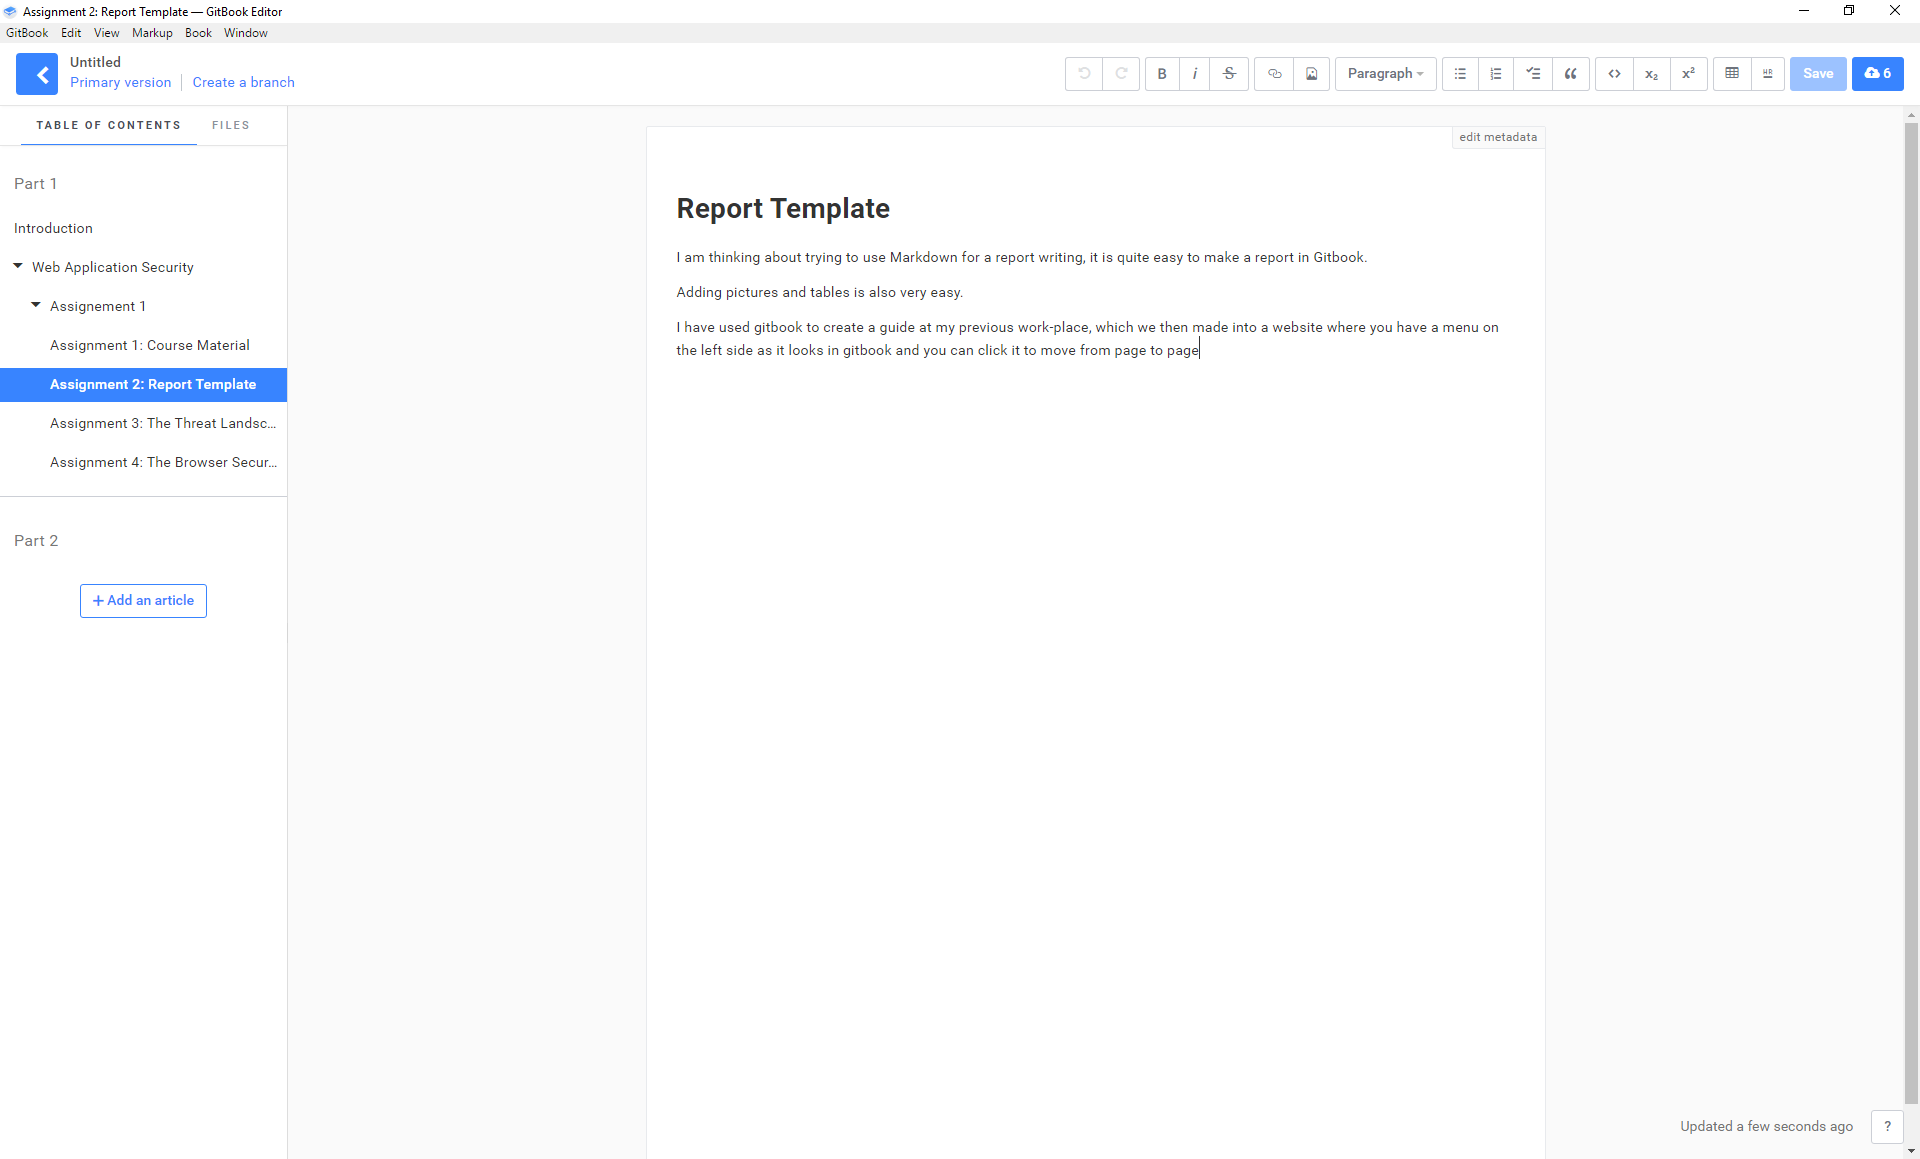 Assignment 2: Report Template — GitBook Editor
GitBook Edit View Markup Book Window
Untitled
Primary version Create a branch
B i S Paragraph x₂ x² HR Save 6
TABLE OF CONTENTS FILES
Part 1
Introduction
Web Application Security
Assignement 1
Assignment 1: Course Material
Assignment 2: Report Template
Assignment 3: The Threat Landsc...
Assignment 4: The Browser Secur...
Part 2
+ Add an article
edit metadata
Report Template
I am thinking about trying to use Markdown for a report writing, it is quite easy to make a report in Gitbook.
Adding pictures and tables is also very easy.
I have used gitbook to create a guide at my previous work-place, which we then made into a website where you have a menu on
the left side as it looks in gitbook and you can click it to move from page to page
Updated a few seconds ago ?